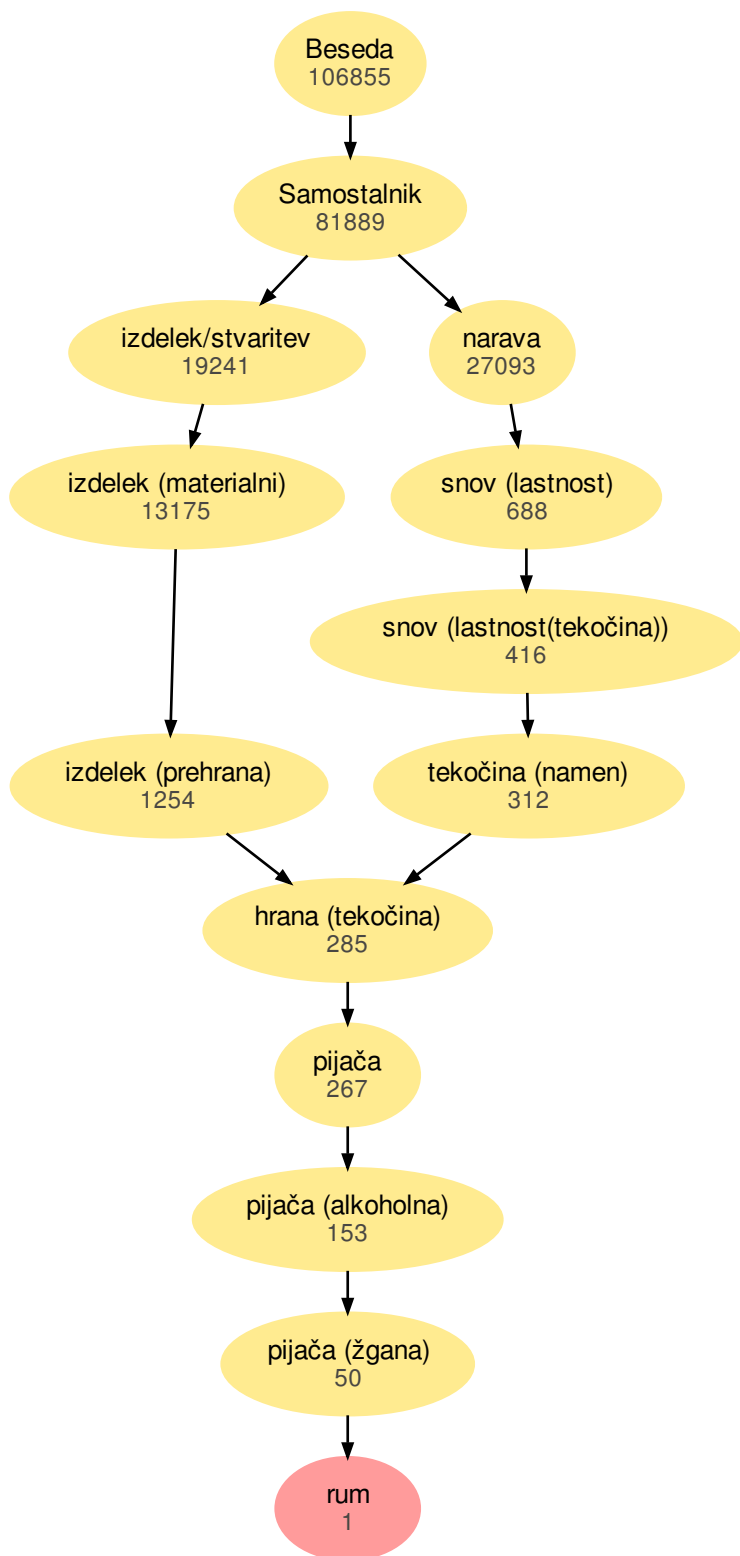 Beseda
106855
Samostalnik
81889
izdelek/stvaritev
19241
narava
27093
izdelek (materialni)
13175
snov (lastnost)
688
snov (lastnost(tekočina))
416
izdelek (prehrana)
1254
tekočina (namen)
312
hrana (tekočina)
285
pijača
267
pijača (alkoholna)
153
pijača (žgana)
50
rum
1